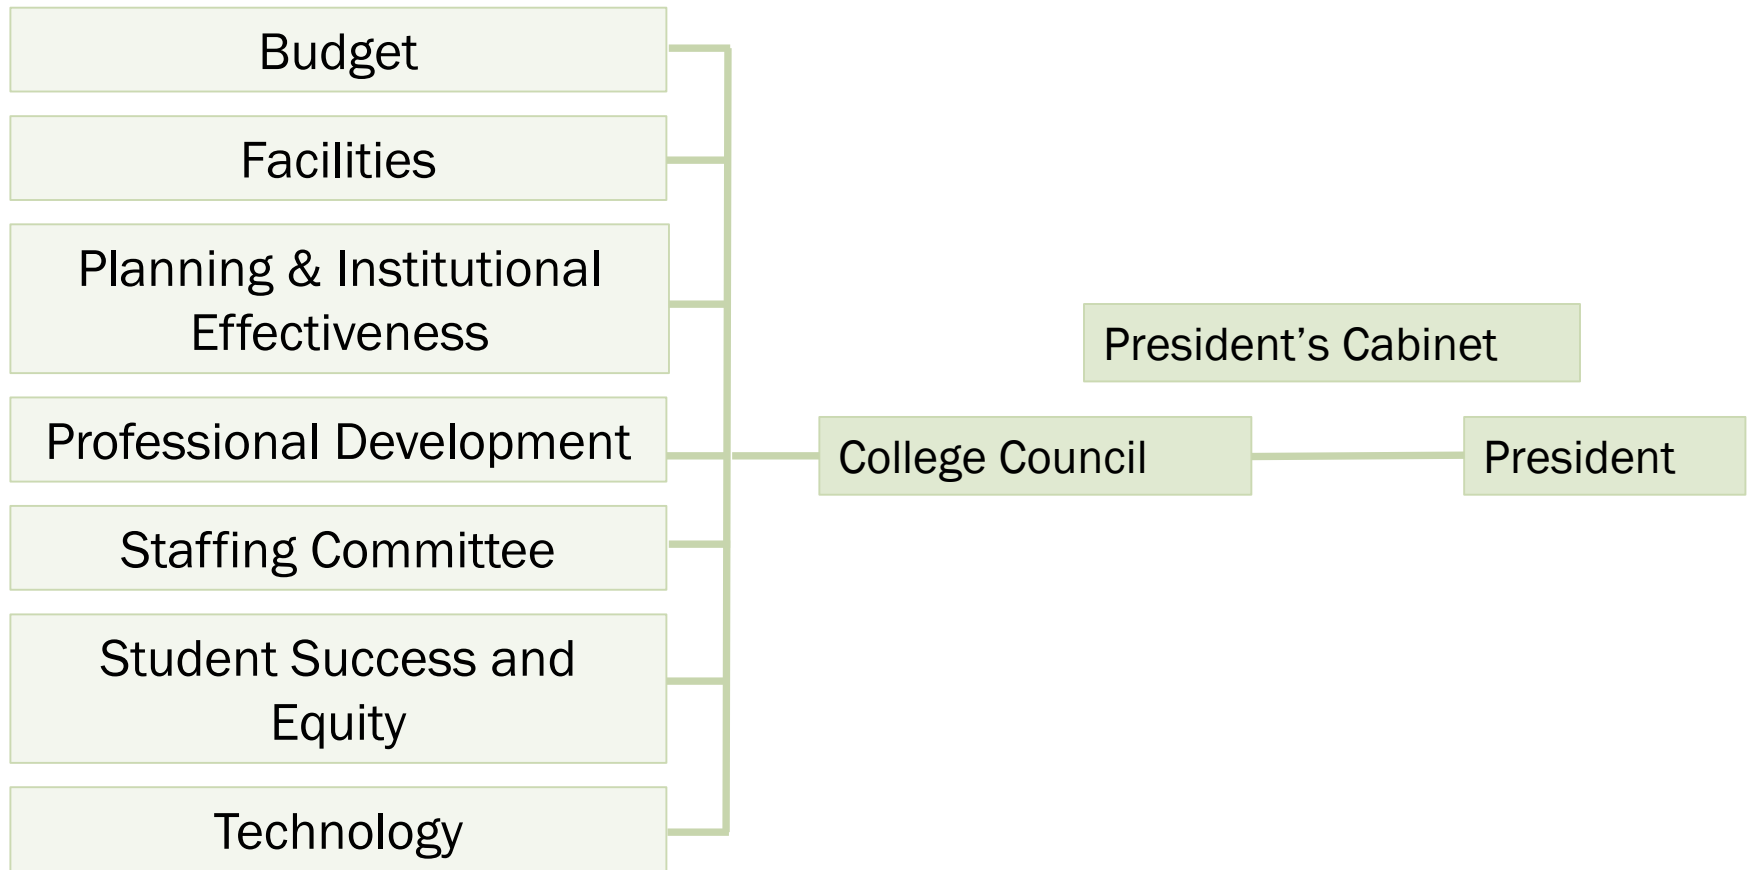 Budget
Facilities
Planning & Institutional
Effectiveness
Professional Development
Staffing Committee
Student Success and
Equity
Technology
President’s Cabinet
College Council
President